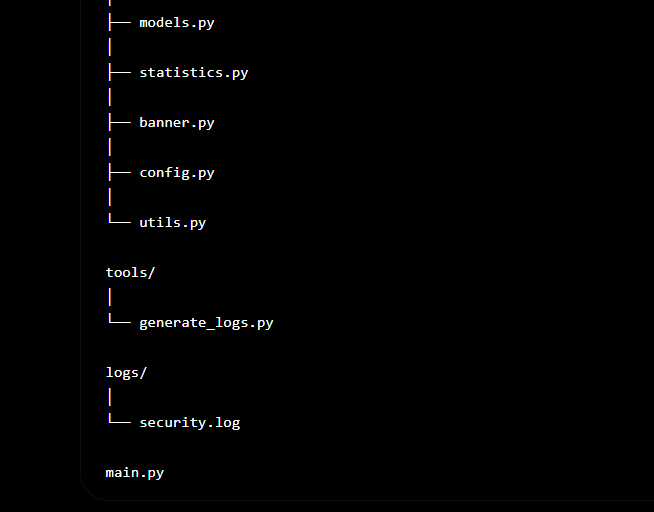 │
├── models.py
│
├── statistics.py
│
├── banner.py
│
├── config.py
│
└── utils.py

tools/
│
└── generate_logs.py

logs/
│
└── security.log

main.py